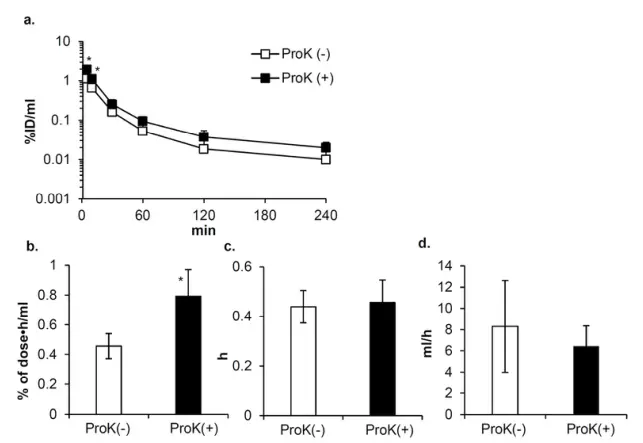 a.
10
1
0.1
0.01
0.001
%ID/ml
*
*
ProK (-)
ProK (+)
0 60 120 180 240
min
b.
1
0.8
0.6
0.4
0.2
0
% of dose•h/ml
*
ProK(-) ProK(+)
c.
0.6
0.4
0.2
0
h
ProK(-) ProK(+)
d.
14
12
10
8
6
4
2
0
ml/h
ProK(-) ProK(+)